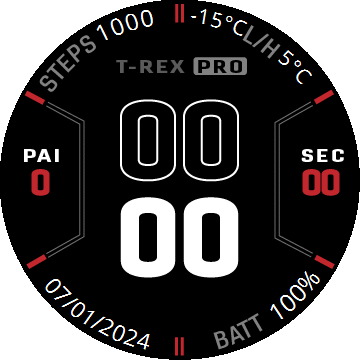 STEPS 1000
-15°C L/H 5°C
T-REX PRO
00
PAI
0
SEC
00
00
07/01/2024
BATT 100%